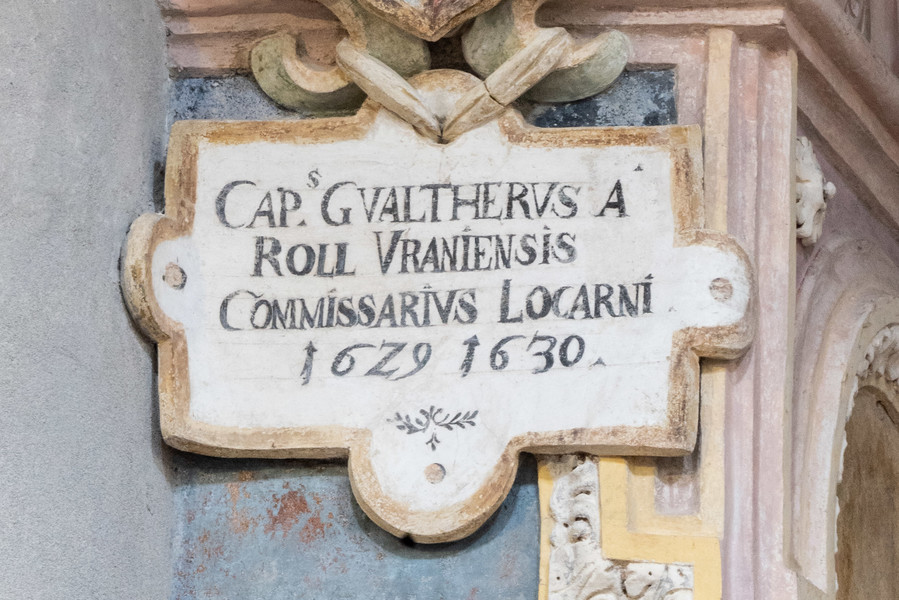 CAP.S GVALTHERVS A
ROLL VRANIENSIS
COMMISSARIVS LOCARNI
1629 1630.